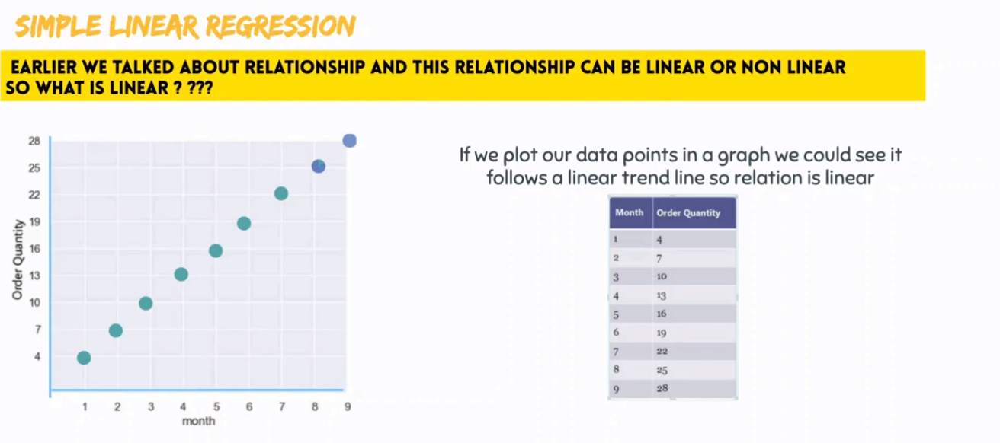 SIMPLE LINEAR REGRESSION
EARLIER WE TALKED ABOUT RELATIONSHIP AND THIS RELATIONSHIP CAN BE LINEAR OR NON LINEAR
SO WHAT IS LINEAR ? ???
28
25
22
19
16
13
10
7
4
Order Quantity
1 2 3 4 5 6 7 8 9
month
If we plot our data points in a graph we could see it
follows a linear trend line so relation is linear
Month Order Quantity
1 4
2 7
3 10
4 13
5 16
6 19
7 22
8 25
9 28